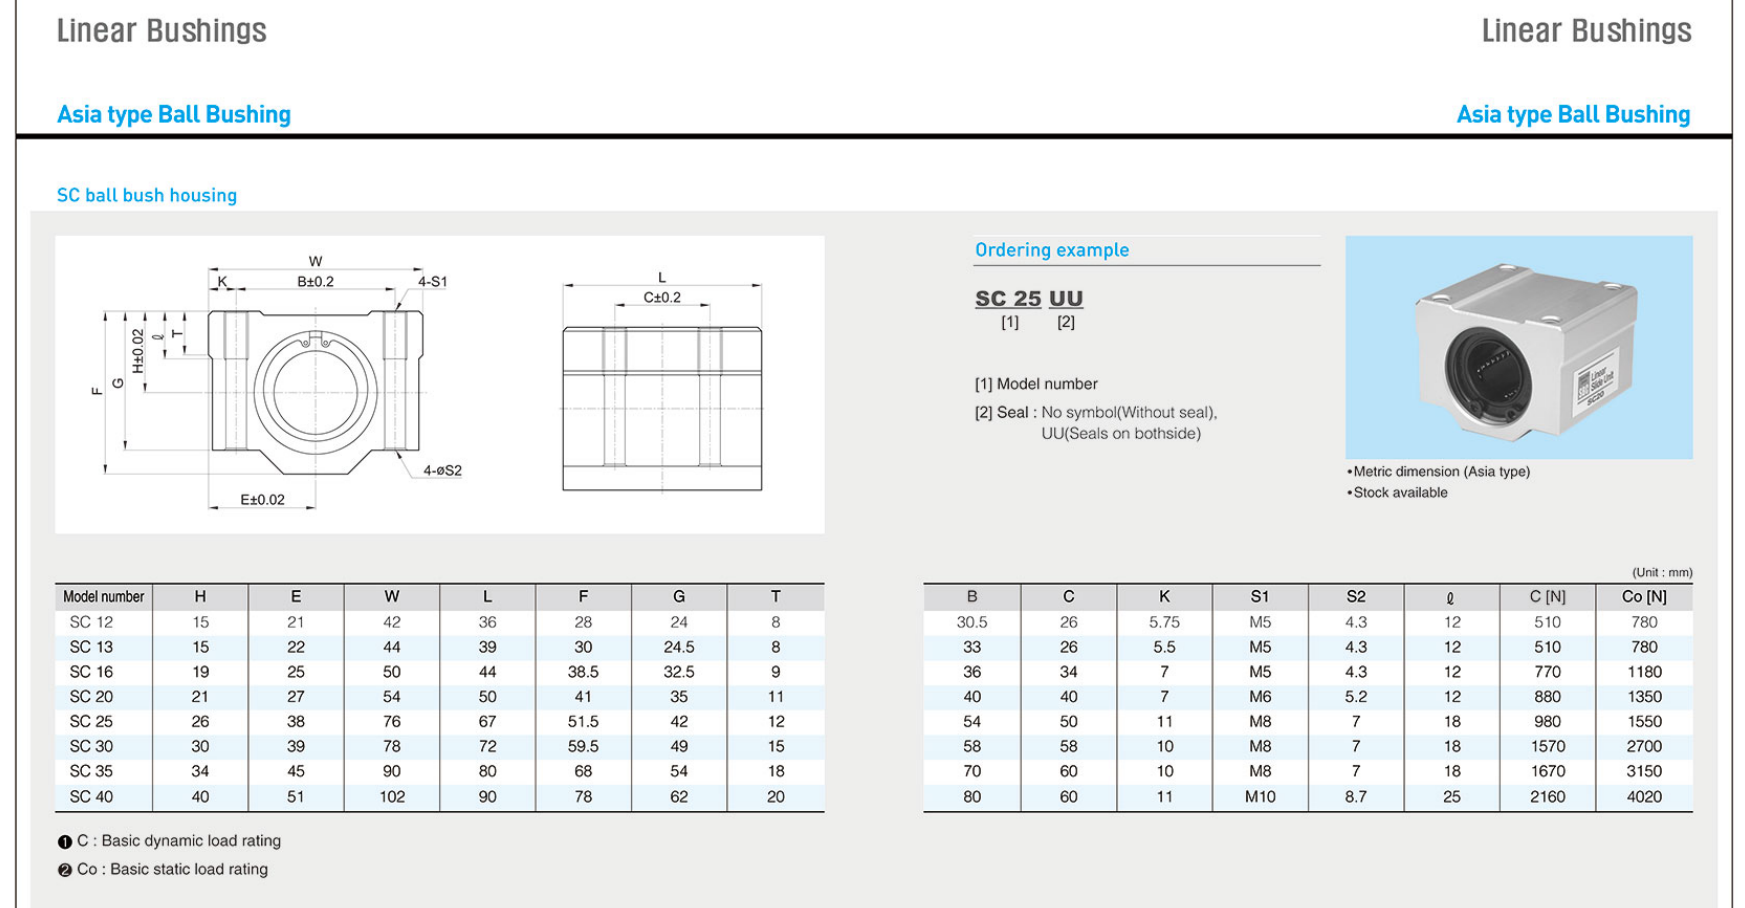 Linear Bushings
Linear Bushings
Asia type Ball Bushing
Asia type Ball Bushing
SC ball bush housing
W
K
B±0.2
4-S1
F
G
H±0.02
ℓ
T
4-øS2
E±0.02
L
C±0.2
Ordering example
SC 25 UU
[1] [2]
[1] Model number
[2] Seal : No symbol(Without seal),
UU(Seals on bothside)
Linear
Slide Unit
SC20
•Metric dimension (Asia type)
•Stock available
(Unit : mm)
Model number H E W L F G T
SC 12 15 21 42 36 28 24 8
SC 13 15 22 44 39 30 24.5 8
SC 16 19 25 50 44 38.5 32.5 9
SC 20 21 27 54 50 41 35 11
SC 25 26 38 76 67 51.5 42 12
SC 30 30 39 78 72 59.5 49 15
SC 35 34 45 90 80 68 54 18
SC 40 40 51 102 90 78 62 20
B C K S1 S2 ℓ C [N] Co [N]
30.5 26 5.75 M5 4.3 12 510 780
33 26 5.5 M5 4.3 12 510 780
36 34 7 M5 4.3 12 770 1180
40 40 7 M6 5.2 12 880 1350
54 50 11 M8 7 18 980 1550
58 58 10 M8 7 18 1570 2700
70 60 10 M8 7 18 1670 3150
80 60 11 M10 8.7 25 2160 4020
❶ C : Basic dynamic load rating
❷ Co : Basic static load rating